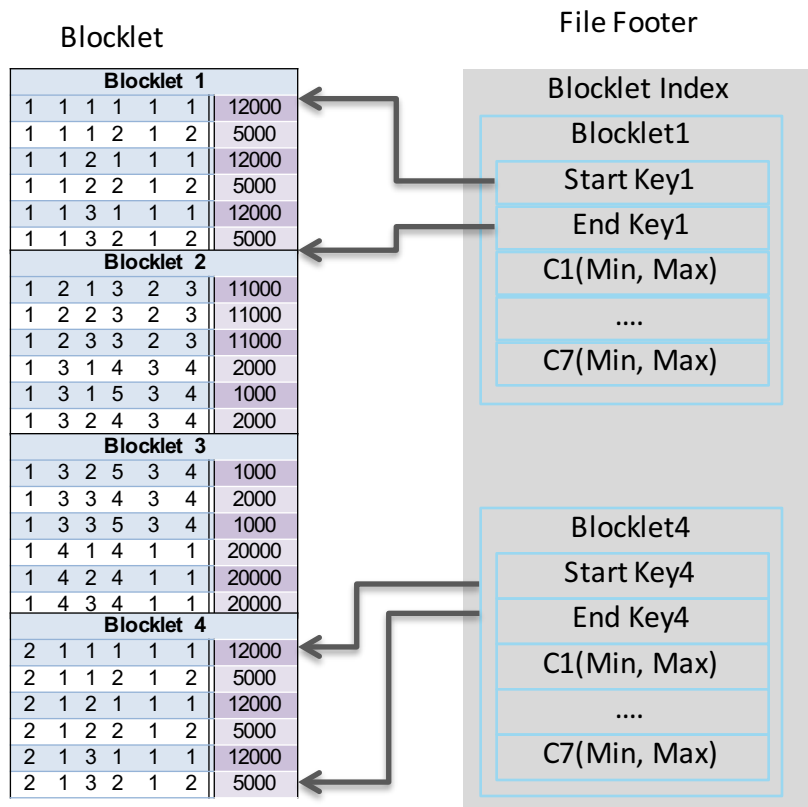 Blocklet
Blocklet 1
1 1 1 1 1 1 12000
1 1 1 2 1 2 5000
1 1 2 1 1 1 12000
1 1 2 2 1 2 5000
1 1 3 1 1 1 12000
1 1 3 2 1 2 5000
Blocklet 2
1 2 1 3 2 3 11000
1 2 2 3 2 3 11000
1 2 3 3 2 3 11000
1 3 1 4 3 4 2000
1 3 1 5 3 4 1000
1 3 2 4 3 4 2000
Blocklet 3
1 3 2 5 3 4 1000
1 3 3 4 3 4 2000
1 3 3 5 3 4 1000
1 4 1 4 1 1 20000
1 4 2 4 1 1 20000
1 4 3 4 1 1 20000
Blocklet 4
2 1 1 1 1 1 12000
2 1 1 2 1 2 5000
2 1 2 1 1 1 12000
2 1 2 2 1 2 5000
2 1 3 1 1 1 12000
2 1 3 2 1 2 5000
File Footer
Blocklet Index
Blocklet1
Start Key1
End Key1
C1(Min, Max)
....
C7(Min, Max)
Blocklet4
Start Key4
End Key4
C1(Min, Max)
....
C7(Min, Max)